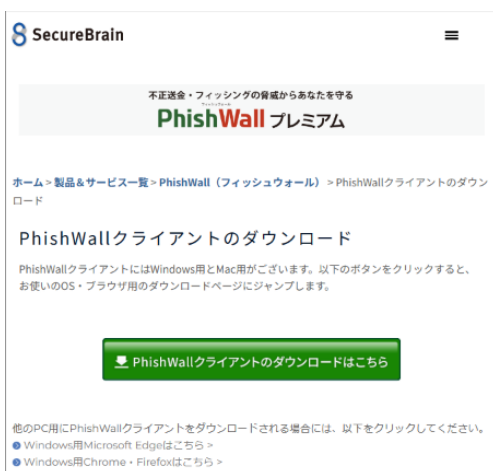 SecureBrain
不正送金・フィッシングの脅威からあなたを守る
フィッシュウォール
PhishWall プレミアム
ホーム > 製品&サービス一覧 > PhishWall（フィッシュウォール） > PhishWallクライアントのダウン
ロード
PhishWallクライアントのダウンロード
PhishWallクライアントにはWindows用とMac用がございます。以下のボタンをクリックすると、
お使いのOS・ブラウザ用のダウンロードページにジャンプします。
PhishWallクライアントのダウンロードはこちら
他のPC用にPhishWallクライアントをダウンロードされる場合には、以下をクリックしてください。
Windows用Microsoft Edgeはこちら >
Windows用Chrome・Firefoxはこちら >